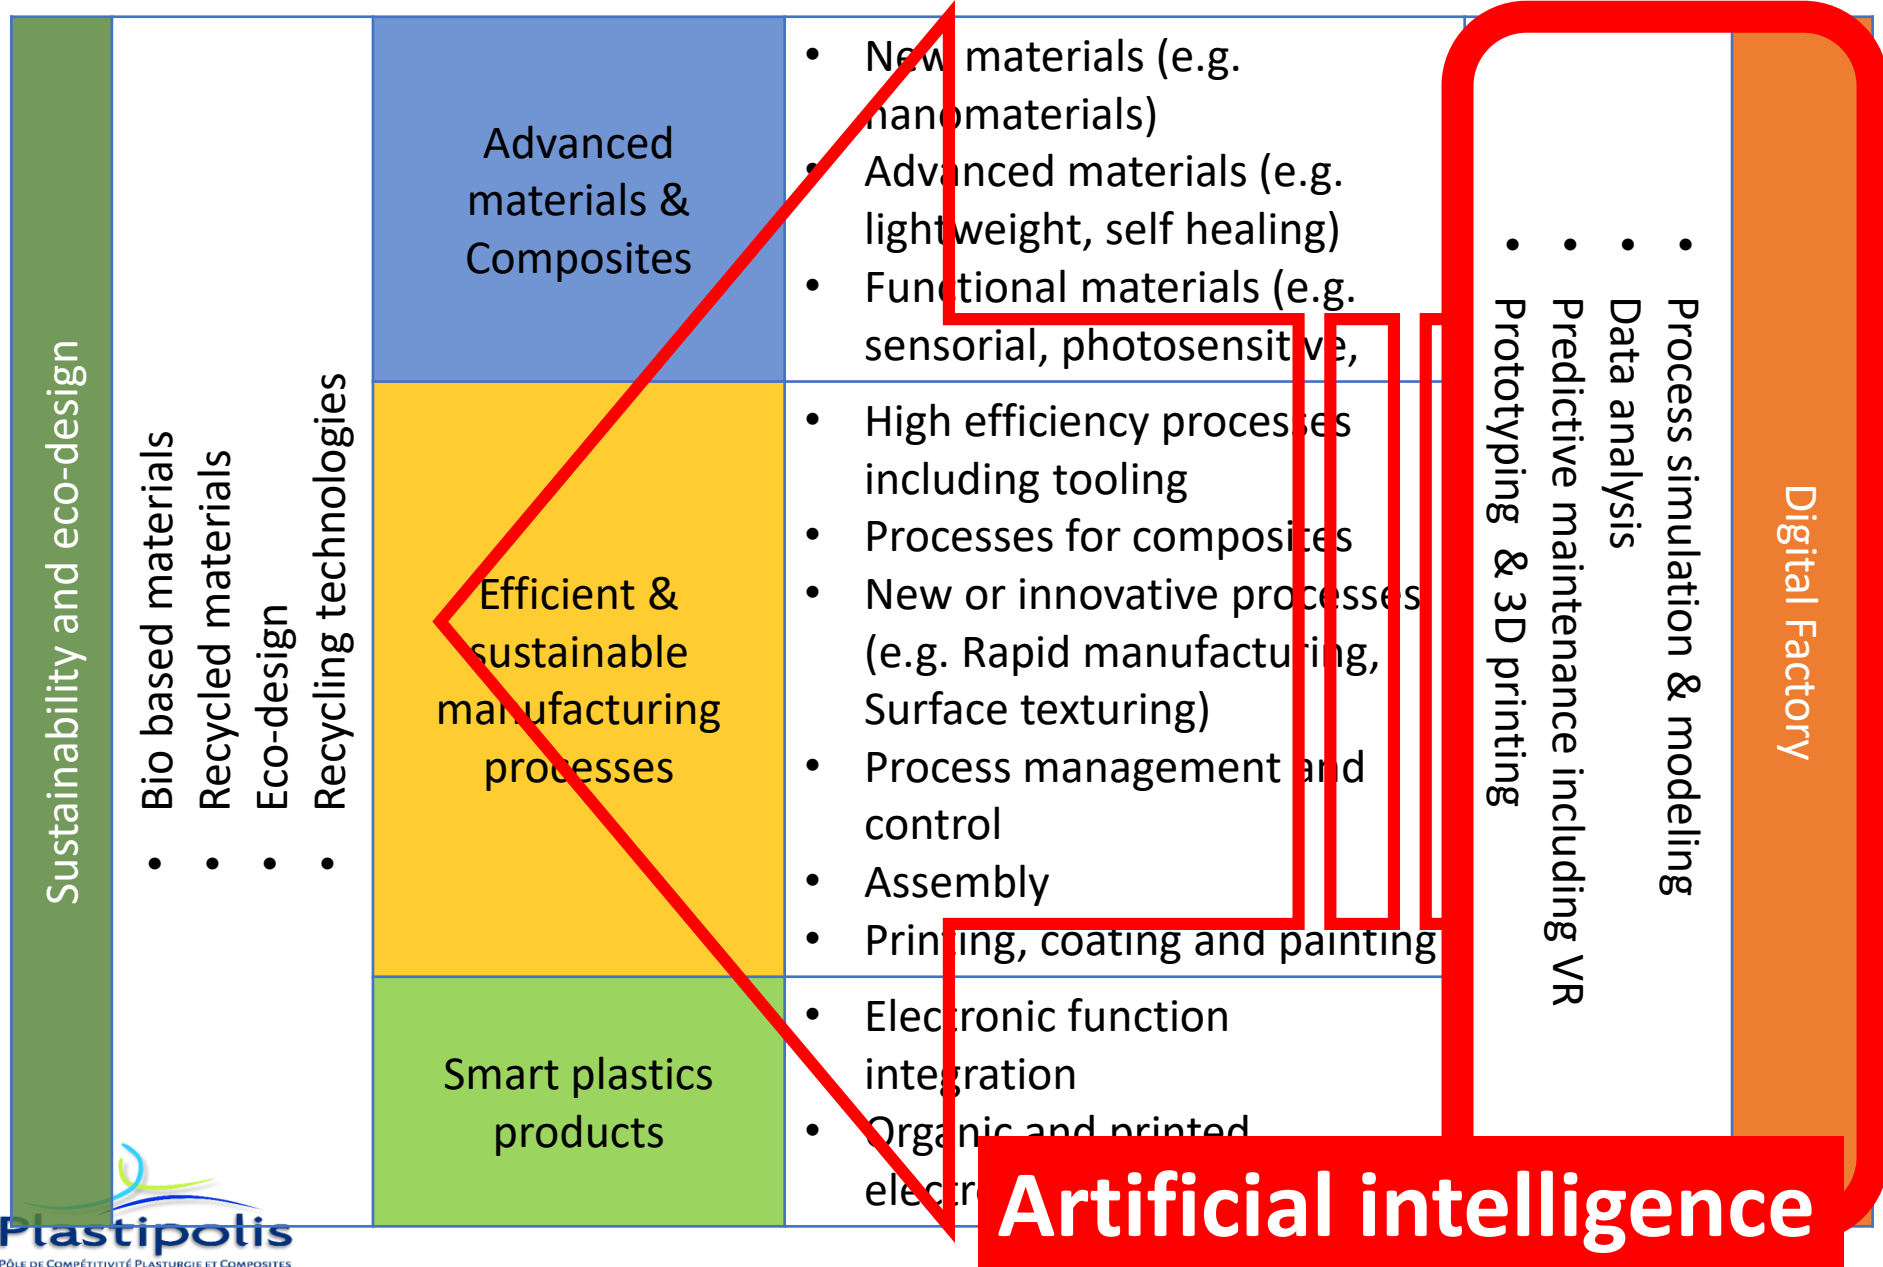 Sustainability and eco-design
• Bio based materials
• Recycled materials
• Eco-design
• Recycling technologies
Advanced
materials &
Composites
• New materials (e.g.
nanomaterials)
• Advanced materials (e.g.
lightweight, self healing)
• Functional materials (e.g.
sensorial, photosensitive,
Efficient &
sustainable
manufacturing
processes
• High efficiency processes
including tooling
• Processes for composites
• New or innovative processes
(e.g. Rapid manufacturing,
Surface texturing)
• Process management and
control
• Assembly
• Printing, coating and painting
Smart plastics
products
• Electronic function
integration
• Organic and printed
• Process simulation & modeling
• Data analysis
• Predictive maintenance including VR
• Prototyping & 3D printing
Digital Factory
Artificial intelligence
Plastipolis
PÔLE DE COMPÉTITIVITÉ PLASTURGIE ET COMPOSITES